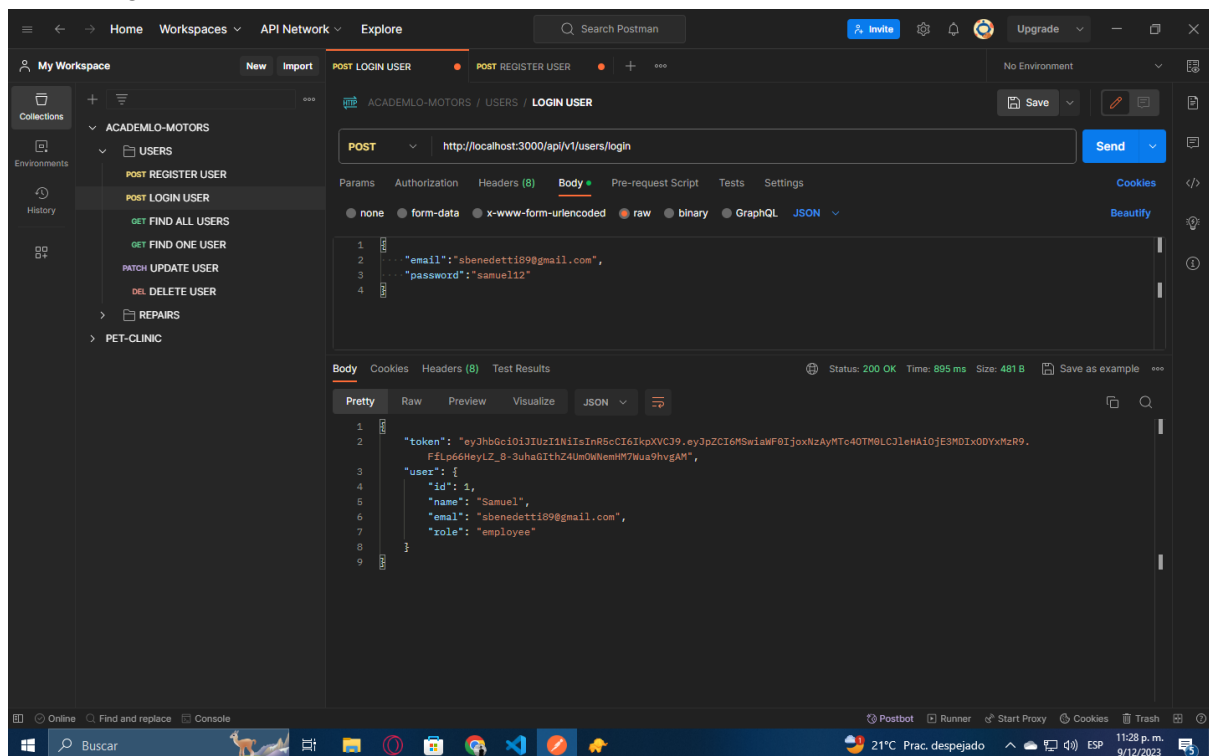 Home Workspaces API Network Explore Search Postman Invite Upgrade
My Workspace New Import POST LOGIN USER POST REGISTER USER No Environment
Collections
Environments
History
ACADEMLO-MOTORS
USERS
POST REGISTER USER
POST LOGIN USER
GET FIND ALL USERS
GET FIND ONE USER
PATCH UPDATE USER
DEL DELETE USER
REPAIRS
PET-CLINIC
HTTP ACADEMLO-MOTORS / USERS / LOGIN USER Save
POST http://localhost:3000/api/v1/users/login Send
Params Authorization Headers (8) Body Pre-request Script Tests Settings Cookies
none form-data x-www-form-urlencoded raw binary GraphQL JSON Beautify
1 {
2 "email":"sbenedetti89@gmail.com",
3 "password":"samuel12"
4 }
Body Cookies Headers (8) Test Results Status: 200 OK Time: 895 ms Size: 481 B Save as example
Pretty Raw Preview Visualize JSON
1 {
2 "token": "eyJhbGciOiJIUzI1NiIsInR5cCI6IkpXVCJ9.eyJpZCI6MSwiaWF0IjoxNzAyMTc4OTM0LCJleHAiOjE3MDIxODYxMzR9.
FfLp66HeyLZ_8-3uhaGIthZ4UmOWNemHM7Wua9hvgAM",
3 "user": {
4 "id": 1,
5 "name": "Samuel",
6 "emal": "sbenedetti89@gmail.com",
7 "role": "employee"
8 }
9 }
Online Find and replace Console Postbot Runner Start Proxy Cookies Trash
Buscar 21°C Prac. despejado ESP 11:28 p. m.
9/12/2023 5